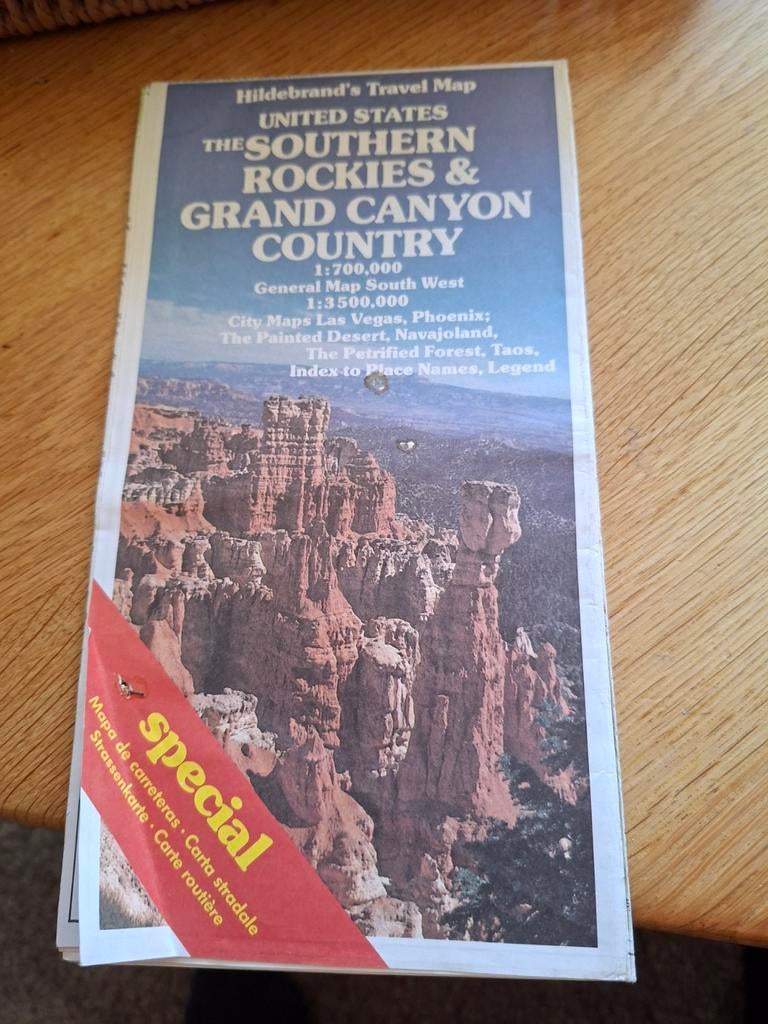 Hildebrand's Travel Map
UNITED STATES
THE SOUTHERN
ROCKIES &
GRAND CANYON
COUNTRY
1:700,000
General Map South West
1:3500,000
City Maps Las Vegas, Phoenix;
The Painted Desert, Navajoland,
The Petrified Forest, Taos,
Index to Place Names, Legend
special
Mapa de carreteras · Carta stradale
Strassenkarte · Carte routière